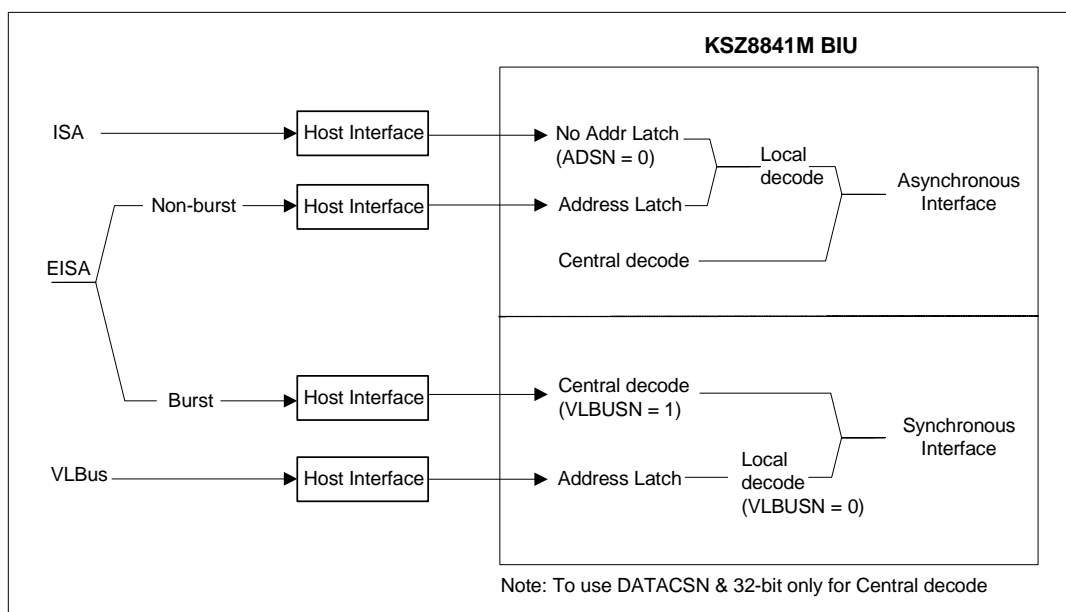 KSZ8841M BIU
ISA
Host Interface
No Addr Latch
(ADSN = 0)
Local
decode
Asynchronous
Interface
Non-burst
Host Interface
Address Latch
EISA
Central decode
Burst
Host Interface
Central decode
(VLBUSN = 1)
Synchronous
Interface
VLBus
Host Interface
Address Latch
Local
decode
(VLBUSN = 0)
Note: To use DATACSN & 32-bit only for Central decode